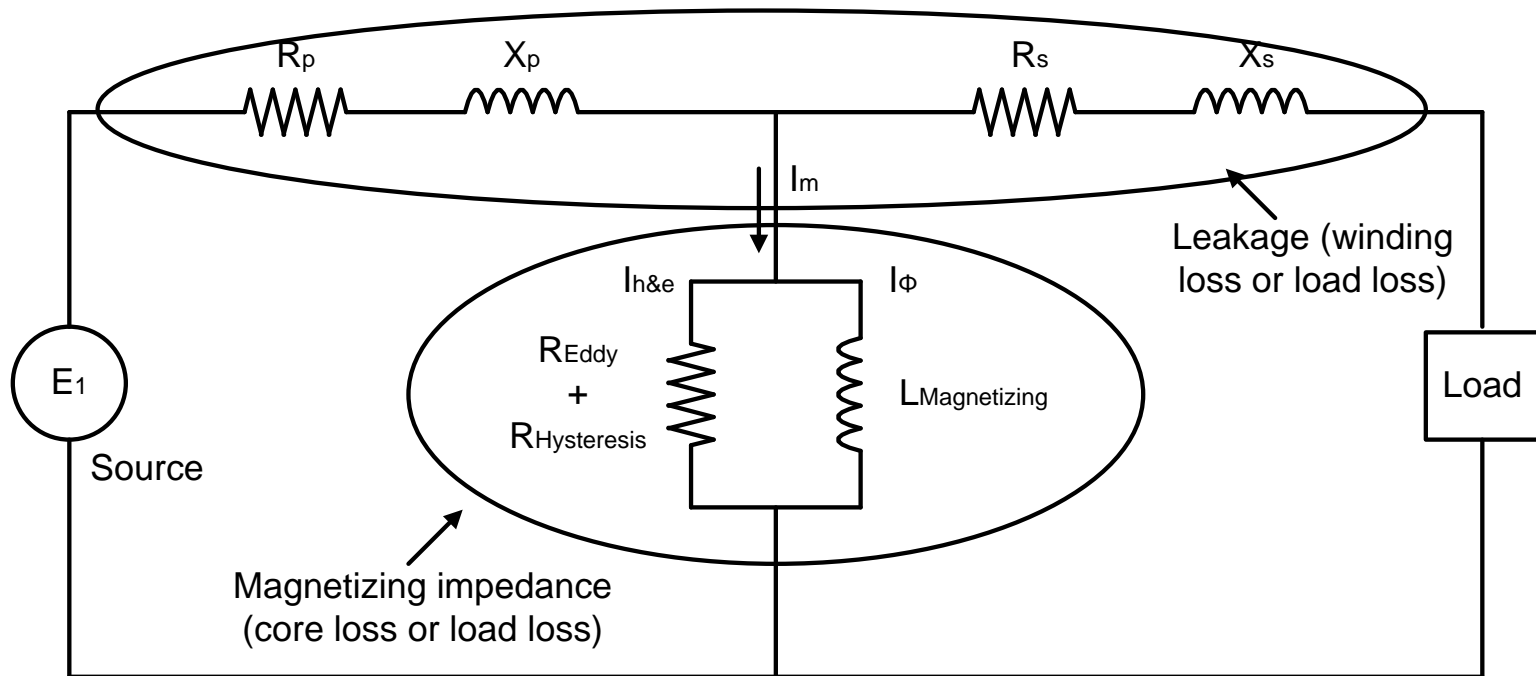 Rp
Xp
Rs
Xs
Im
Leakage (winding
loss or load loss)
Ih&e
IΦ
REddy
+
RHysteresis
LMagnetizing
E1
Load
Source
Magnetizing impedance
(core loss or load loss)